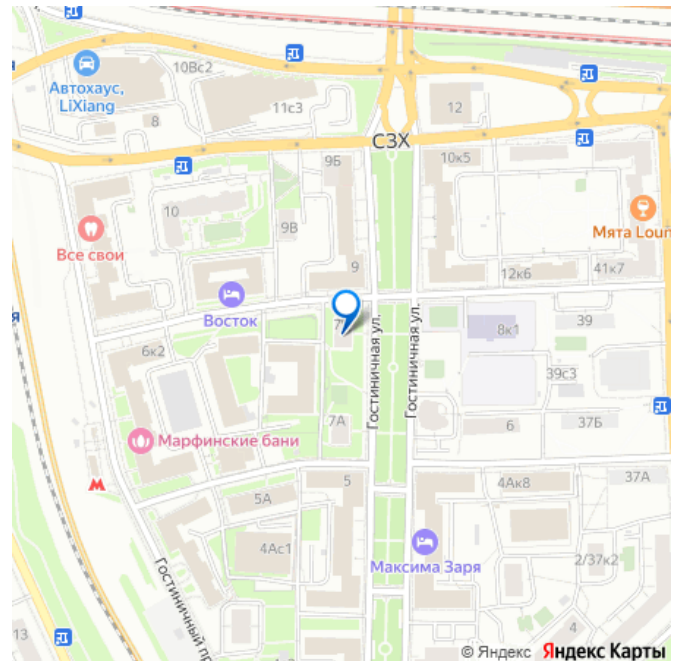 Автохаус,
LiXiang
10Вс2
8
11с3
12
СЗХ
9Б
10к5
10
9В
Все свои
Мята Loun
9
12к6
41к7
Восток
7
Гостиничная ул.
Гостиничная ул.
8к1
39
6к2
39с3
7А
6
37Б
Марфинские бани
5
5А
4Ак8
37А
4Ас1
Максима Заря
2/37к2
Гостиничный пр
13
4
© Яндекс Яндекс Карты